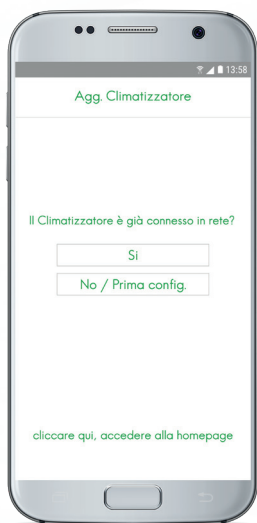 13:58
Agg. Climatizzatore
Il Climatizzatore è già connesso in rete?
Si
No / Prima config.
cliccare qui, accedere alla homepage